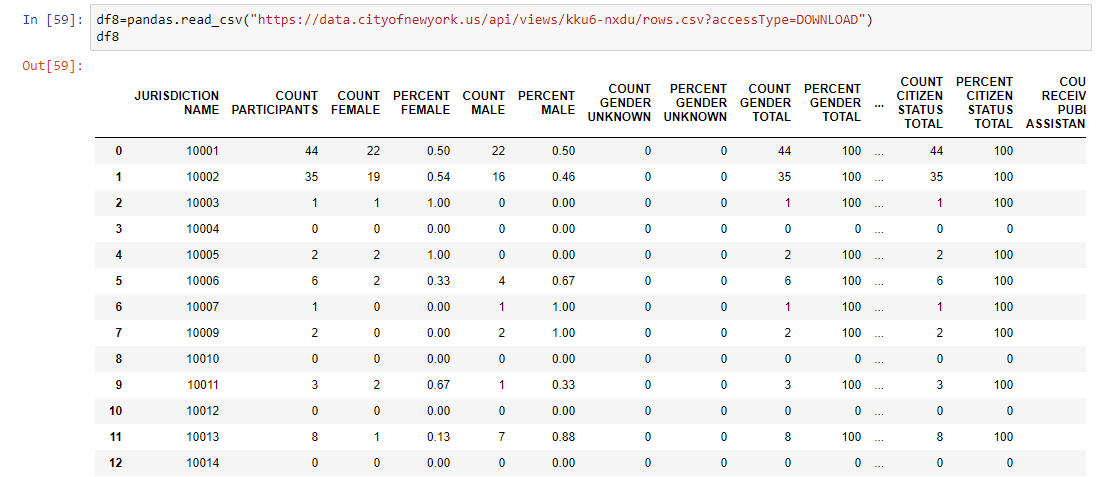 In [59]: df8=pandas.read_csv("https://data.cityofnewyork.us/api/views/kku6-nxdu/rows.csv?accessType=DOWNLOAD")
df8
Out[59]:
JURISDICTION NAME COUNT PARTICIPANTS COUNT FEMALE PERCENT FEMALE COUNT MALE PERCENT MALE COUNT GENDER UNKNOWN PERCENT GENDER UNKNOWN COUNT GENDER TOTAL PERCENT GENDER TOTAL ... COUNT CITIZEN STATUS TOTAL PERCENT CITIZEN STATUS TOTAL COU RECEIV PUBLI ASSISTAN
0 10001 44 22 0.50 22 0.50 0 0 44 100 ... 44 100
1 10002 35 19 0.54 16 0.46 0 0 35 100 ... 35 100
2 10003 1 1 1.00 0 0.00 0 0 1 100 ... 1 100
3 10004 0 0 0.00 0 0.00 0 0 0 0 ... 0 0
4 10005 2 2 1.00 0 0.00 0 0 2 100 ... 2 100
5 10006 6 2 0.33 4 0.67 0 0 6 100 ... 6 100
6 10007 1 0 0.00 1 1.00 0 0 1 100 ... 1 100
7 10009 2 0 0.00 2 1.00 0 0 2 100 ... 2 100
8 10010 0 0 0.00 0 0.00 0 0 0 0 ... 0 0
9 10011 3 2 0.67 1 0.33 0 0 3 100 ... 3 100
10 10012 0 0 0.00 0 0.00 0 0 0 0 ... 0 0
11 10013 8 1 0.13 7 0.88 0 0 8 100 ... 8 100
12 10014 0 0 0.00 0 0.00 0 0 0 0 ... 0 0